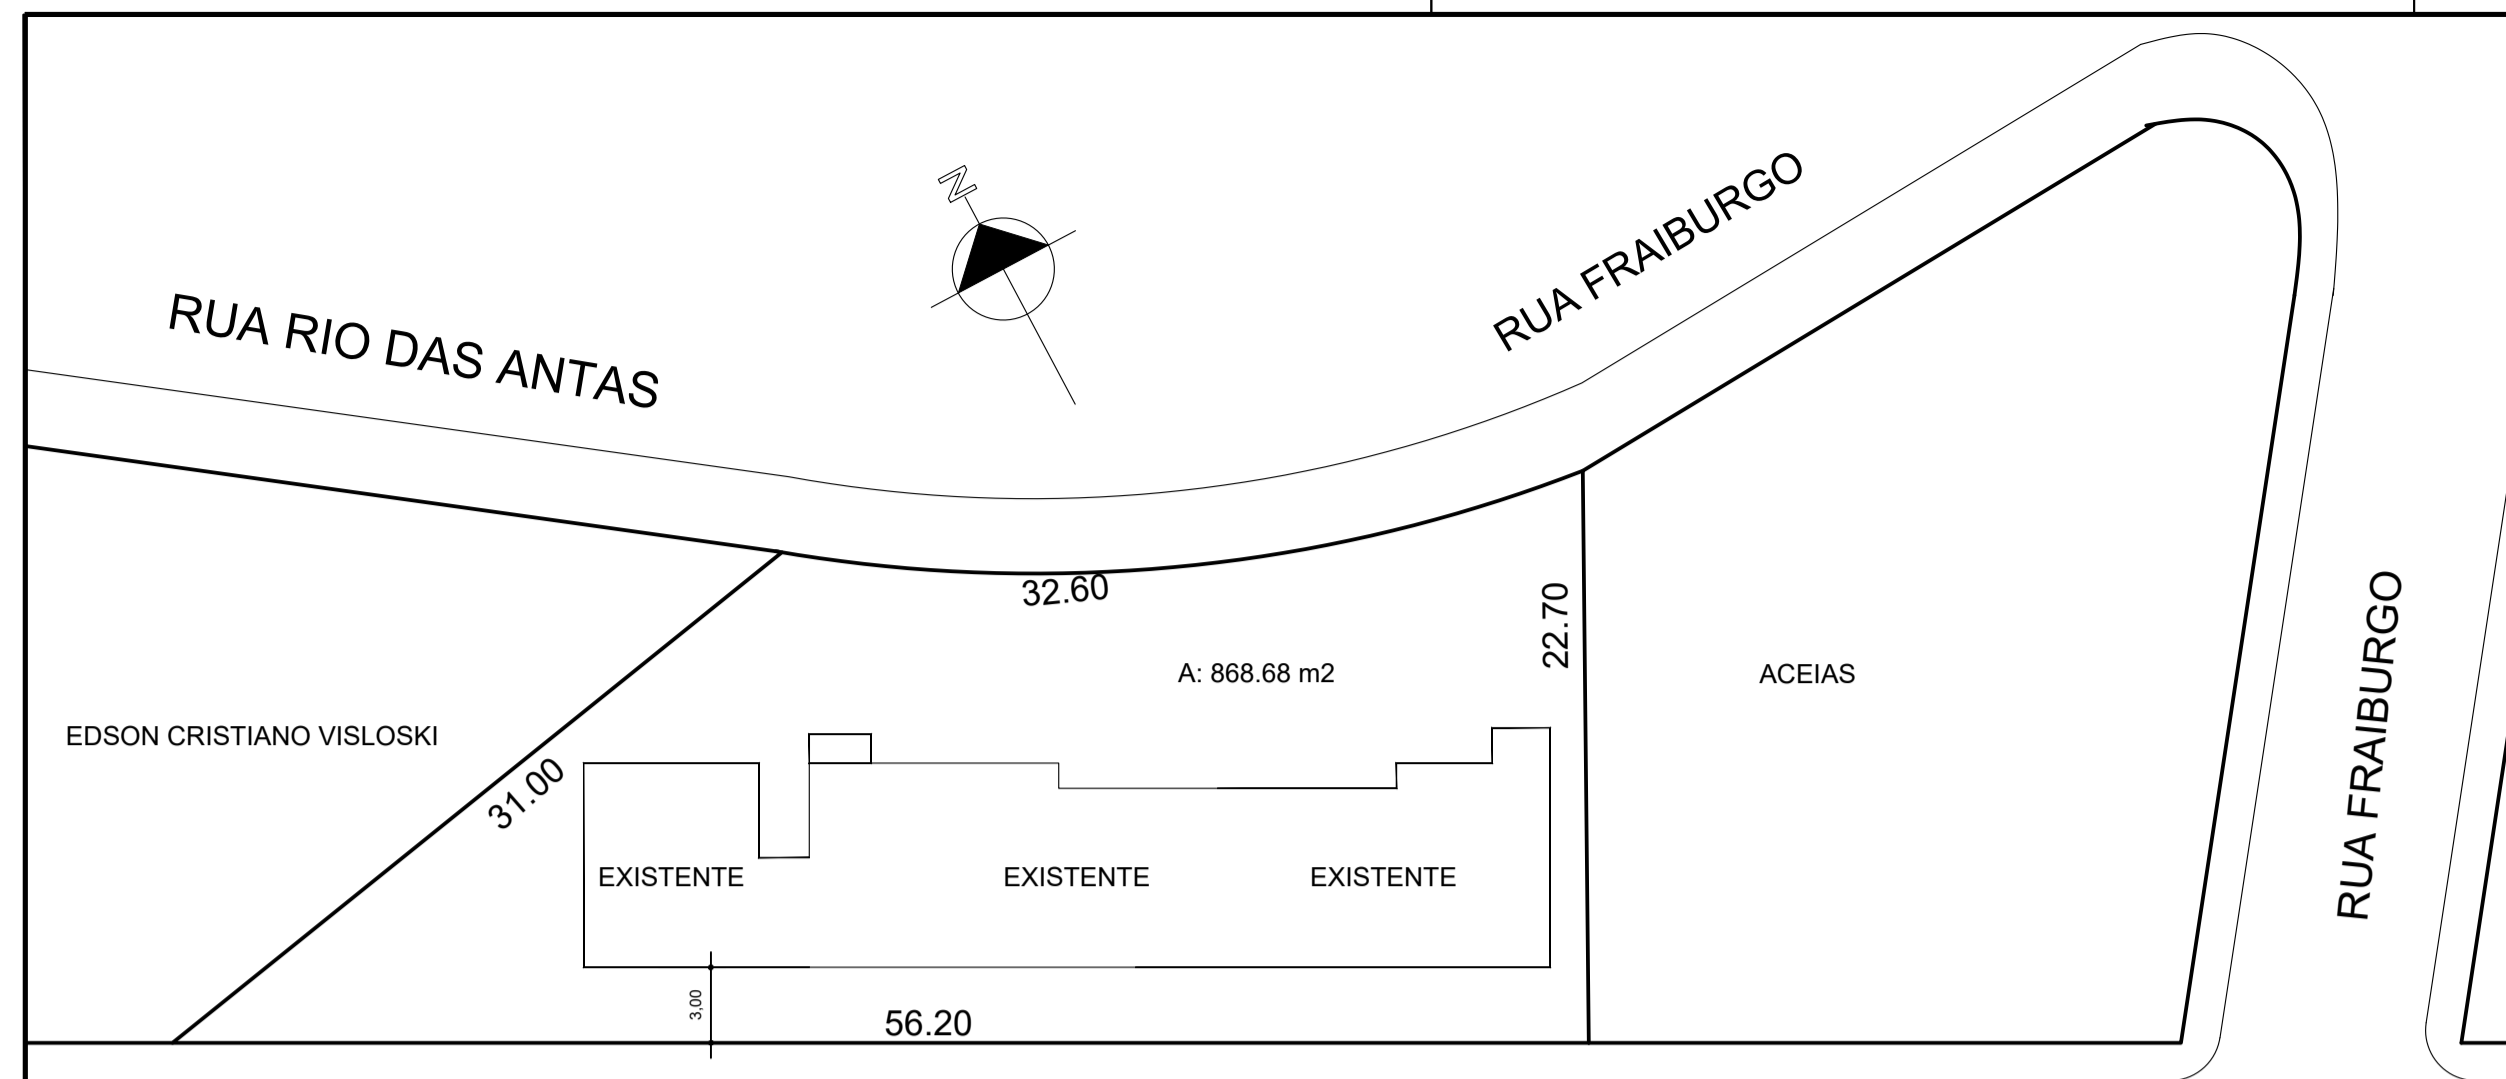 N
RUA FRAIBURGO
RUA RIO DAS ANTAS
32.60
22.70
A: 868.68 m2
ACEIAS
EDSON CRISTIANO VISLOSKI
31.00
RUA FRAIBURGO
EXISTENTE
EXISTENTE
EXISTENTE
3,00
56.20